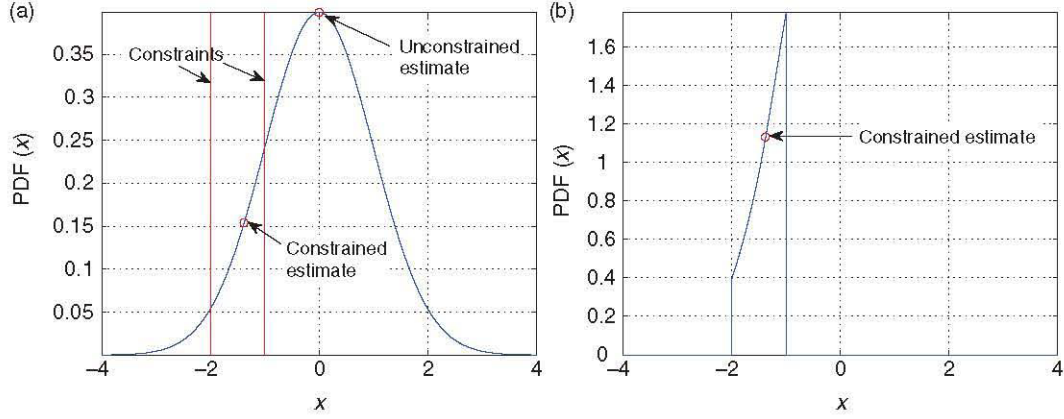 (a)
0.35
0.3
0.25
0.2
0.15
0.1
0.05
PDF (x)
Constraints
Unconstrained
estimate
Constrained
estimate
−4
−2
0
2
4
x
(b)
1.6
1.4
1.2
1
0.8
0.6
0.4
0.2
0
PDF (x)
Constrained estimate
−4
−2
0
2
4
x